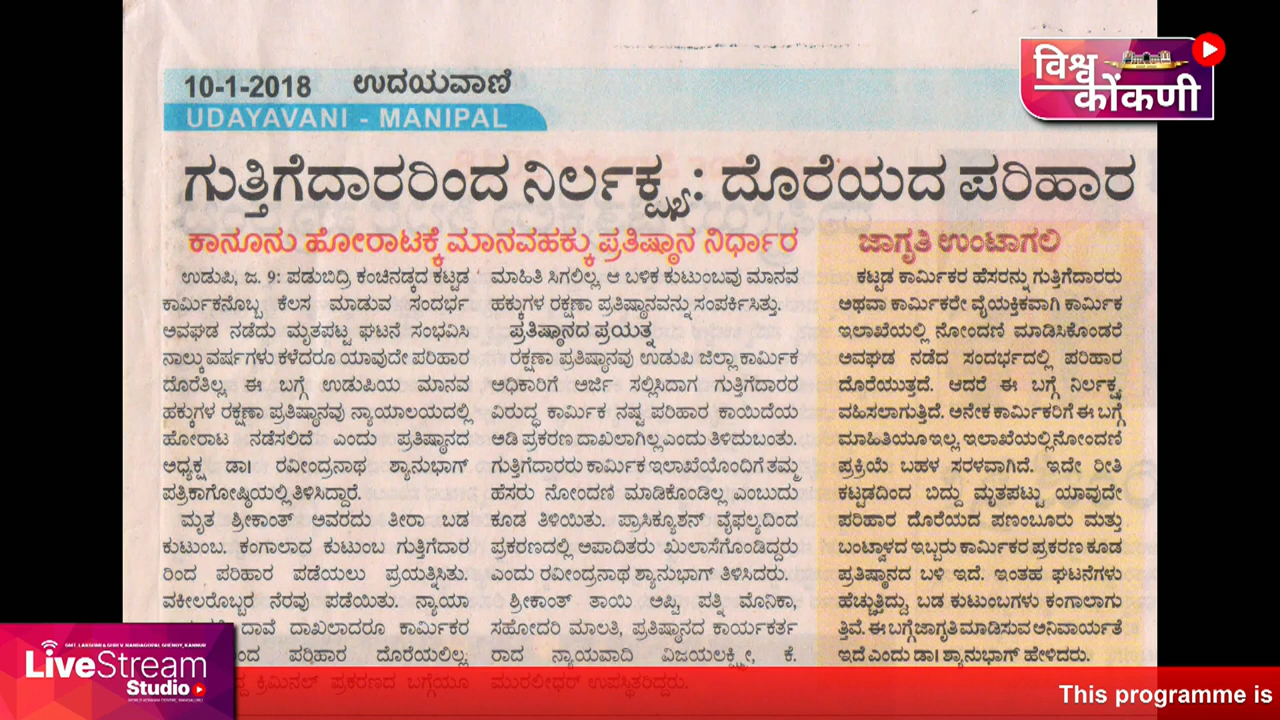 10-1-2018 ಉದಯವಾಣಿ
UDAYAVANI - MANIPAL
विश्व
कोंकणी
ಗುತ್ತಿಗೆದಾರರಿಂದ ನಿರ್ಲಕ್ಷ್ಯ: ದೊರೆಯದ ಪರಿಹಾರ
ಕಾನೂನು ಹೋರಾಟಕ್ಕೆ ಮಾನವಹಕ್ಕು ಪ್ರತಿಷ್ಠಾನ ನಿರ್ಧಾರ
ಉಡುಪಿ, ಜ. 9: ಪಡುಬಿದ್ರಿ ಕಂಚಿನಡ್ಕದ ಕಟ್ಟಡ
ಕಾರ್ಮಿಕನೊಬ್ಬ ಕೆಲಸ ಮಾಡುವ ಸಂದರ್ಭ
ಅವಘಡ ನಡೆದು ಮೃತಪಟ್ಟ ಘಟನೆ ಸಂಭವಿಸಿ
ನಾಲ್ಕು ವರ್ಷಗಳು ಕಳೆದರೂ ಯಾವುದೇ ಪರಿಹಾರ
ದೊರೆತಿಲ್ಲ. ಈ ಬಗ್ಗೆ ಉಡುಪಿಯ ಮಾನವ
ಹಕ್ಕುಗಳ ರಕ್ಷಣಾ ಪ್ರತಿಷ್ಠಾನವು ನ್ಯಾಯಾಲಯದಲ್ಲಿ
ಹೋರಾಟ ನಡೆಸಲಿದೆ ಎಂದು ಪ್ರತಿಷ್ಠಾನದ
ಅಧ್ಯಕ್ಷ ಡಾ| ರವೀಂದ್ರನಾಥ ಶ್ಯಾನುಭಾಗ್
ಪತ್ರಿಕಾಗೋಷ್ಠಿಯಲ್ಲಿ ತಿಳಿಸಿದ್ದಾರೆ.
ಮೃತ ಶ್ರೀಕಾಂತ್ ಅವರದು ತೀರಾ ಬಡ
ಕುಟುಂಬ. ಕಂಗಾಲಾದ ಕುಟುಂಬ ಗುತ್ತಿಗೆದಾರ
ರಿಂದ ಪರಿಹಾರ ಪಡೆಯಲು ಪ್ರಯತ್ನಿಸಿತು.
ವಕೀಲರೊಬ್ಬರ ನೆರವು ಪಡೆಯಿತು. ನ್ಯಾಯಾ
ದಾವೆ ದಾಖಲಾದರೂ ಕಾರ್ಮಿಕರ
ಪರಿಹಾರ ದೊರೆಯಲಿಲ್ಲ.
ಕ್ರಿಮಿನಲ್ ಪ್ರಕರಣದ ಬಗ್ಗೆಯೂ
ಮಾಹಿತಿ ಸಿಗಲಿಲ್ಲ. ಆ ಬಳಿಕ ಕುಟುಂಬವು ಮಾನವ
ಹಕ್ಕುಗಳ ರಕ್ಷಣಾ ಪ್ರತಿಷ್ಠಾನವನ್ನು ಸಂಪರ್ಕಿಸಿತ್ತು.
ಪ್ರತಿಷ್ಠಾನದ ಪ್ರಯತ್ನ
ರಕ್ಷಣಾ ಪ್ರತಿಷ್ಠಾನವು ಉಡುಪಿ ಜಿಲ್ಲಾ ಕಾರ್ಮಿಕ
ಅಧಿಕಾರಿಗೆ ಅರ್ಜಿ ಸಲ್ಲಿಸಿದಾಗ ಗುತ್ತಿಗೆದಾರರ
ವಿರುದ್ಧ ಕಾರ್ಮಿಕ ನಷ್ಟ ಪರಿಹಾರ ಕಾಯಿದೆಯ
ಅಡಿ ಪ್ರಕರಣ ದಾಖಲಾಗಿಲ್ಲ ಎಂದು ತಿಳಿದುಬಂತು.
ಗುತ್ತಿಗೆದಾರರು ಕಾರ್ಮಿಕ ಇಲಾಖೆಯೊಂದಿಗೆ ತಮ್ಮ
ಹೆಸರು ನೋಂದಣಿ ಮಾಡಿಕೊಂಡಿಲ್ಲ ಎಂಬುದು
ಕೂಡ ತಿಳಿಯಿತು. ಪ್ರಾಸಿಕ್ಯೂಶನ್ ವೈಫಲ್ಯದಿಂದ
ಪ್ರಕರಣದಲ್ಲಿ ಅಪಾದಿತರು ಖುಲಾಸೆಗೊಂಡಿದ್ದರು
ಎಂದು ರವೀಂದ್ರನಾಥ ಶ್ಯಾನುಭಾಗ್ ತಿಳಿಸಿದರು.
ಶ್ರೀಕಾಂತ್ ತಾಯಿ ಅಪ್ಪಿ, ಪತ್ನಿ ಮೊನಿಕಾ,
ಸಹೋದರಿ ಮಾಲತಿ, ಪ್ರತಿಷ್ಠಾನದ ಕಾರ್ಯಕರ್ತ
ರಾದ ನ್ಯಾಯವಾದಿ ವಿಜಯಲಕ್ಷ್ಮೀ, ಕೆ.
ಮುರಲೀಧರ್ ಉಪಸ್ಥಿತರಿದ್ದರು.
ಜಾಗೃತಿ ಉಂಟಾಗಲಿ
ಕಟ್ಟಡ ಕಾರ್ಮಿಕರ ಹೆಸರನ್ನು ಗುತ್ತಿಗೆದಾರರು
ಅಥವಾ ಕಾರ್ಮಿಕರೇ ವೈಯಕ್ತಿಕವಾಗಿ ಕಾರ್ಮಿಕ
ಇಲಾಖೆಯಲ್ಲಿ ನೋಂದಣಿ ಮಾಡಿಸಿಕೊಂಡರೆ
ಅವಘಡ ನಡೆದ ಸಂದರ್ಭದಲ್ಲಿ ಪರಿಹಾರ
ದೊರೆಯುತ್ತದೆ. ಆದರೆ ಈ ಬಗ್ಗೆ ನಿರ್ಲಕ್ಷ್ಯ
ವಹಿಸಲಾಗುತ್ತಿದೆ. ಅನೇಕ ಕಾರ್ಮಿಕರಿಗೆ ಈ ಬಗ್ಗೆ
ಮಾಹಿತಿಯೂ ಇಲ್ಲ. ಇಲಾಖೆಯಲ್ಲಿ ನೋಂದಣಿ
ಪ್ರಕ್ರಿಯೆ ಬಹಳ ಸರಳವಾಗಿದೆ. ಇದೇ ರೀತಿ
ಕಟ್ಟಡದಿಂದ ಬಿದ್ದು ಮೃತಪಟ್ಟು ಯಾವುದೇ
ಪರಿಹಾರ ದೊರೆಯದ ಪಣಂಬೂರು ಮತ್ತು
ಬಂಟ್ವಾಳದ ಇಬ್ಬರು ಕಾರ್ಮಿಕರ ಪ್ರಕರಣ ಕೂಡ
ಪ್ರತಿಷ್ಠಾನದ ಬಳಿ ಇದೆ. ಇಂತಹ ಘಟನೆಗಳು
ಹೆಚ್ಚುತ್ತಿದ್ದು, ಬಡ ಕುಟುಂಬಗಳು ಕಂಗಾಲಾಗು
ತ್ತಿವೆ. ಈ ಬಗ್ಗೆ ಜಾಗೃತಿ ಮಾಡಿಸುವ ಅನಿವಾರ್ಯತೆ
ಇದೆ ಎಂದು ಡಾ| ಶ್ಯಾನುಭಾಗ್ ಹೇಳಿದರು.
LiveStream
Studio
This programme is